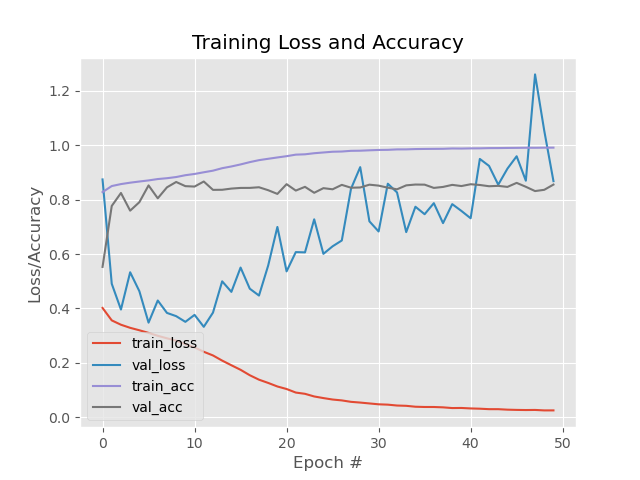 Training Loss and Accuracy
Loss/Accuracy
1.2
1.0
0.8
0.6
0.4
0.2
0.0
train_loss
val_loss
train_acc
val_acc
0 10 20 30 40 50
Epoch #